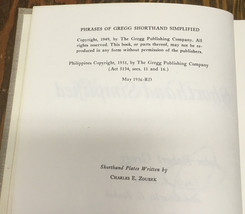 PHRASES OF GREGG SHORTHAND SIMPLIFIED
Copyright, 1949, by The Gregg Publishing Company. All
rights reserved. This book, or parts thereof, may not be re-
produced in any form without permission of the publishers.
Philippines Copyright, 1951, by The Gregg Publishing Company
(Act 3134, secs. 11 and 14.)
May 1954-RD
Shorthand Plates Written by
CHARLES E. ZOUBEK